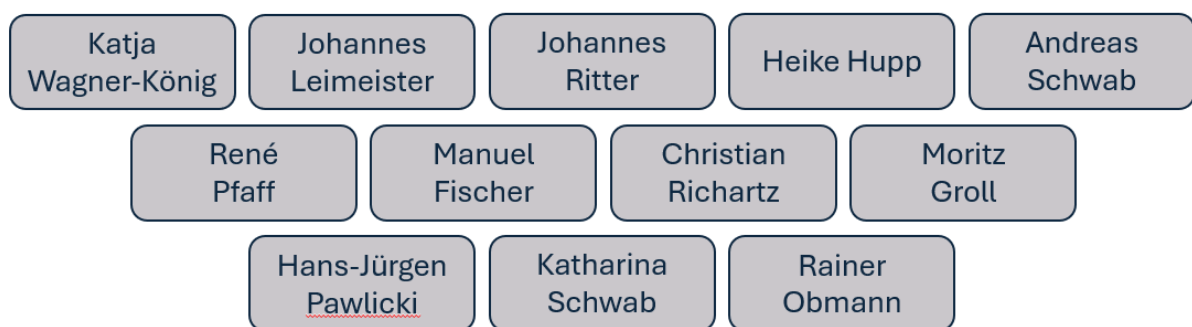 Katja
Wagner-König
Johannes
Leimeister
Johannes
Ritter
Heike Hupp
Andreas
Schwab
René
Pfaff
Manuel
Fischer
Christian
Richartz
Moritz
Groll
Hans-Jürgen
Pawlicki
Katharina
Schwab
Rainer
Obmann